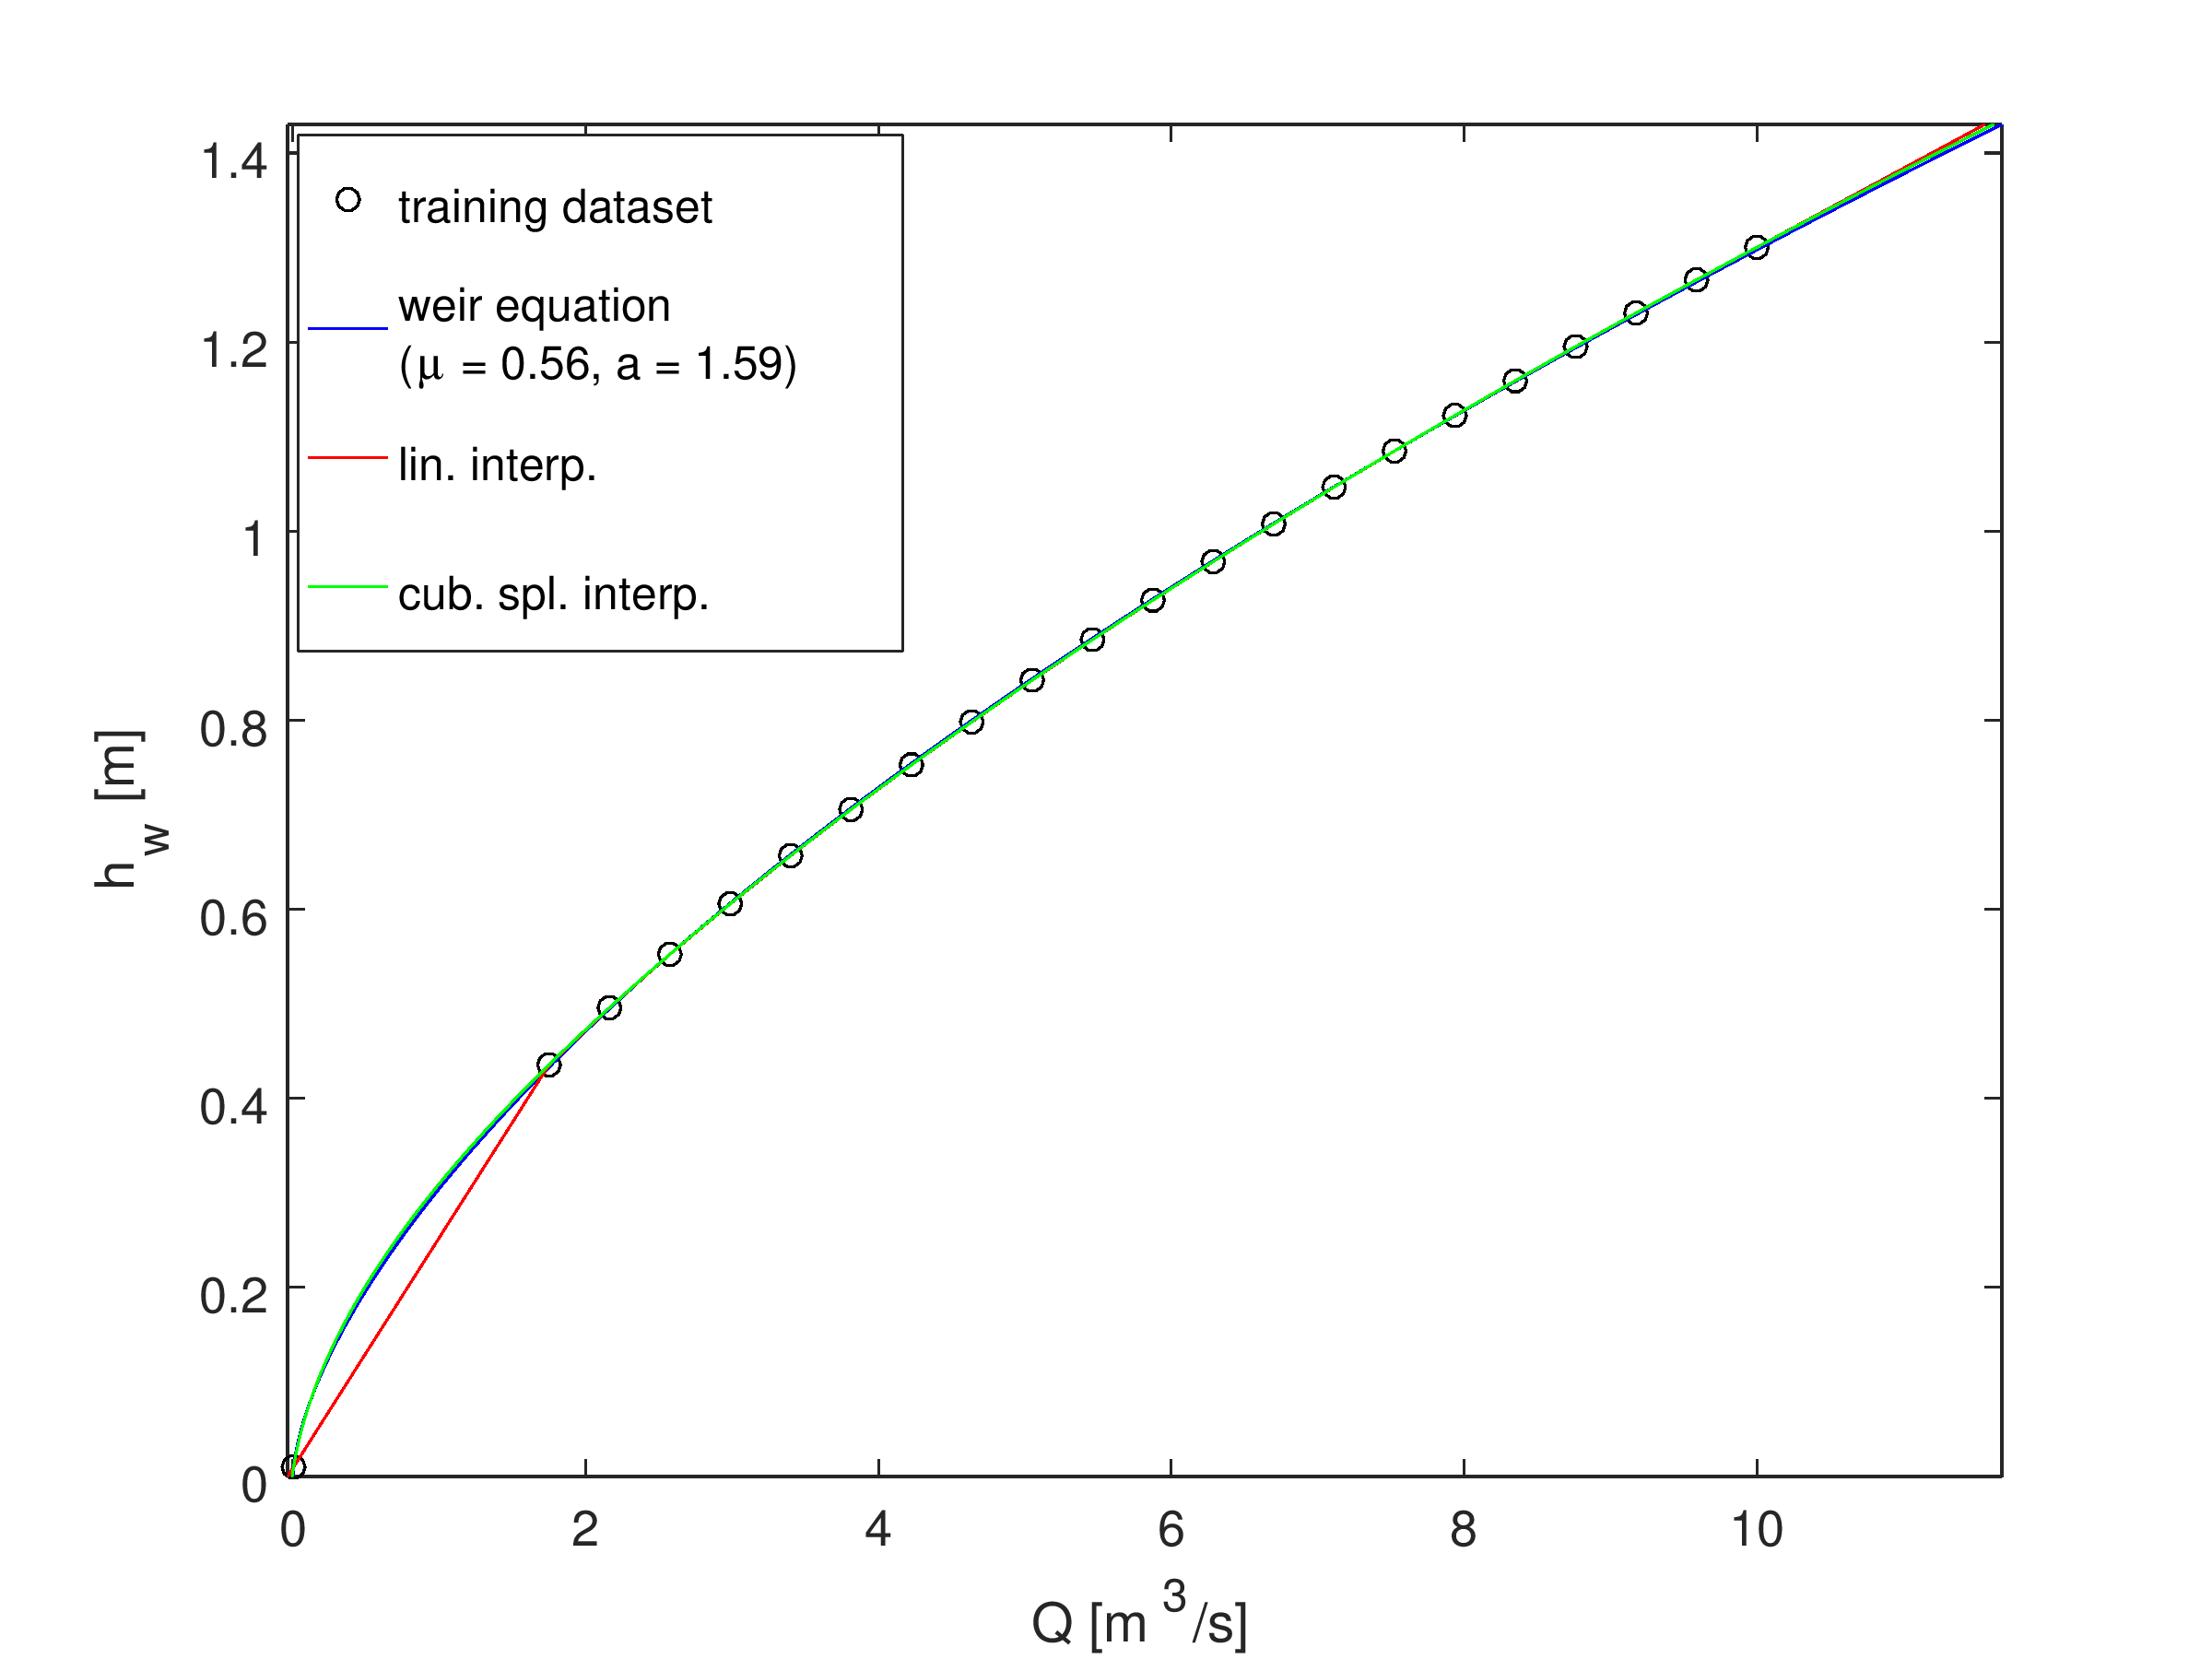 training dataset
weir equation
(μ = 0.56, a = 1.59)
lin. interp.
cub. spl. interp.
1.4
1.2
1
0.8
0.6
0.4
0.2
0
h_w [m]
0 2 4 6 8 10
Q [m³/s]